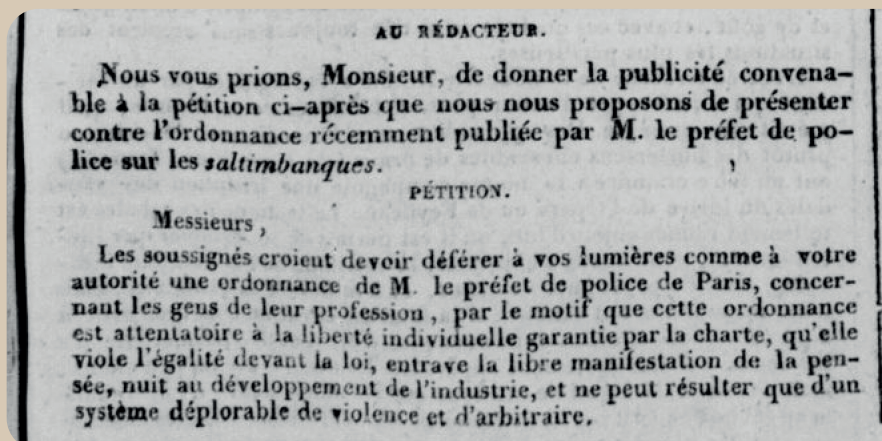 AU RÉDACTEUR.
Nous vous prions, Monsieur, de donner la publicité convena-
ble à la pétition ci-après que nous nous proposons de présenter
contre l'ordonnance récemment publiée par M. le préfet de po-
lice sur les saltimbanques.
PÉTITION.
Messieurs,
Les soussignés croient devoir déférer à vos lumières comme à votre
autorité une ordonnance de M. le préfet de police de Paris, concer-
nant les gens de leur profession, par le motif que cette ordonnance
est attentatoire à la liberté individuelle garantie par la charte, qu'elle
viole l'égalité devant la loi, entrave la libre manifestation de la pen-
sée, nuit au développement de l'industrie, et ne peut résulter que d'un
système déplorable de violence et d'arbitraire.